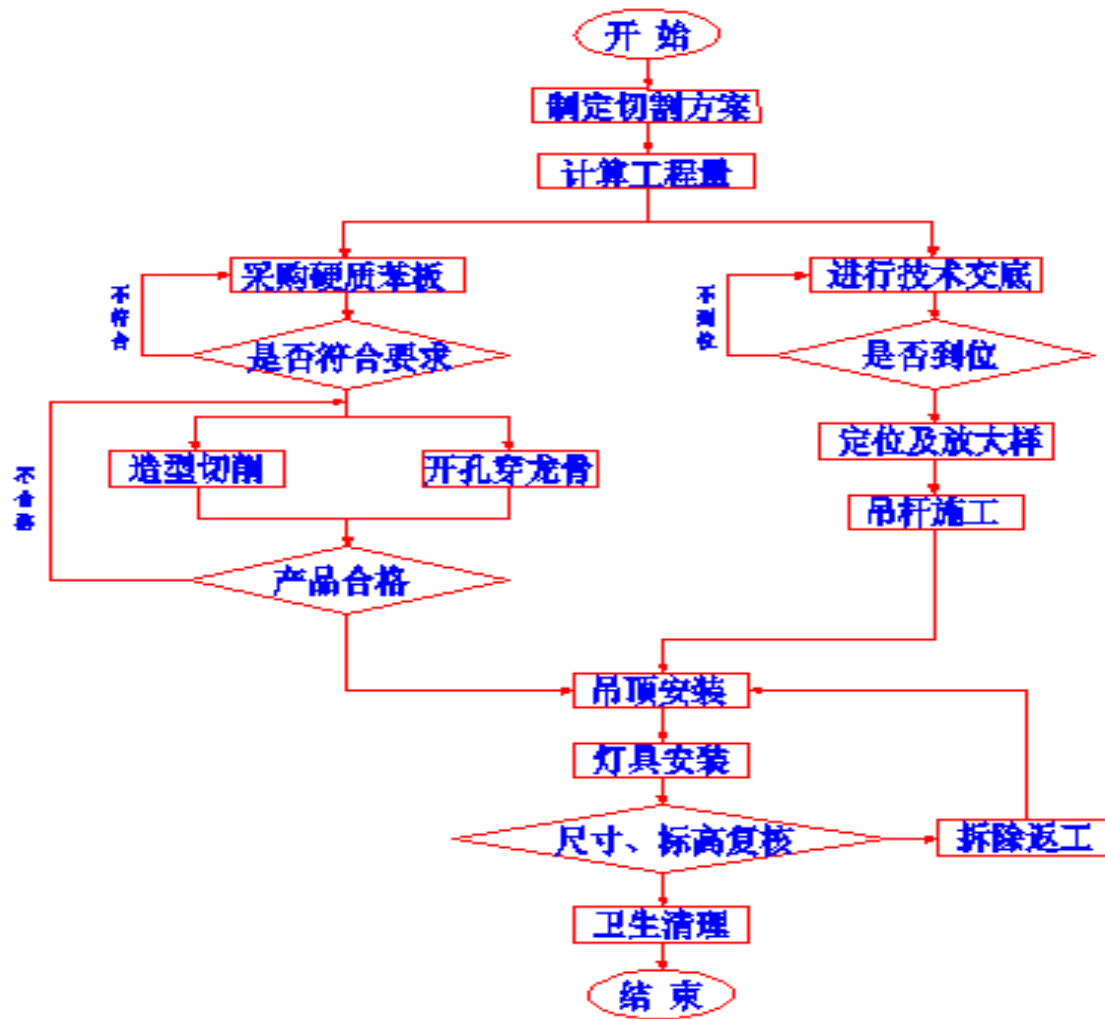 开 始
制定切割方案
计算工程量
采购硬质苯板
进行技术交底
不符合
不到位
是否符合要求
是否到位
造型切削
开孔穿龙骨
定位及放大样
不合格
吊杆施工
产品合格
吊顶安装
灯具安装
尺寸、标高复核
拆除返工
卫生清理
结 束